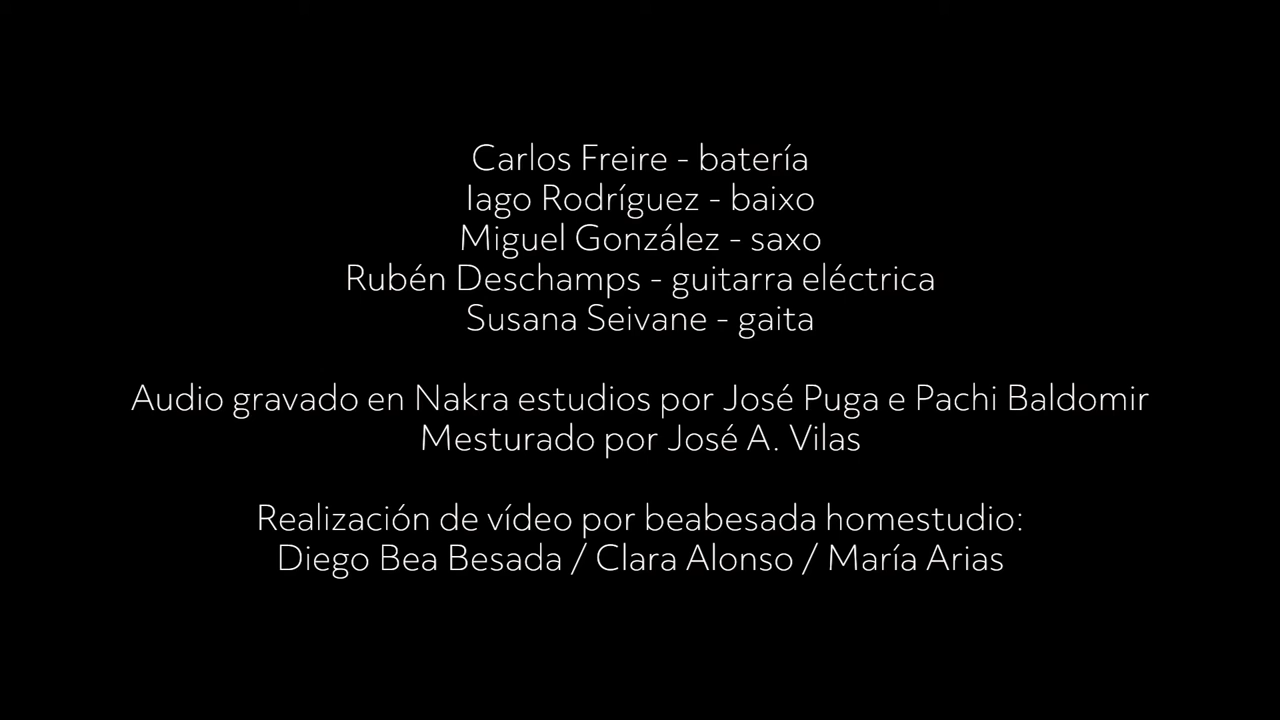 Carlos Freire - batería
Iago Rodríguez - baixo
Miguel González - saxo
Rubén Deschamps - guitarra eléctrica
Susana Seivane - gaita
Audio gravado en Nakra estudios por José Puga e Pachi Baldomir
Mesturado por José A. Vilas
Realización de vídeo por beabesada homestudio:
Diego Bea Besada / Clara Alonso / María Arias